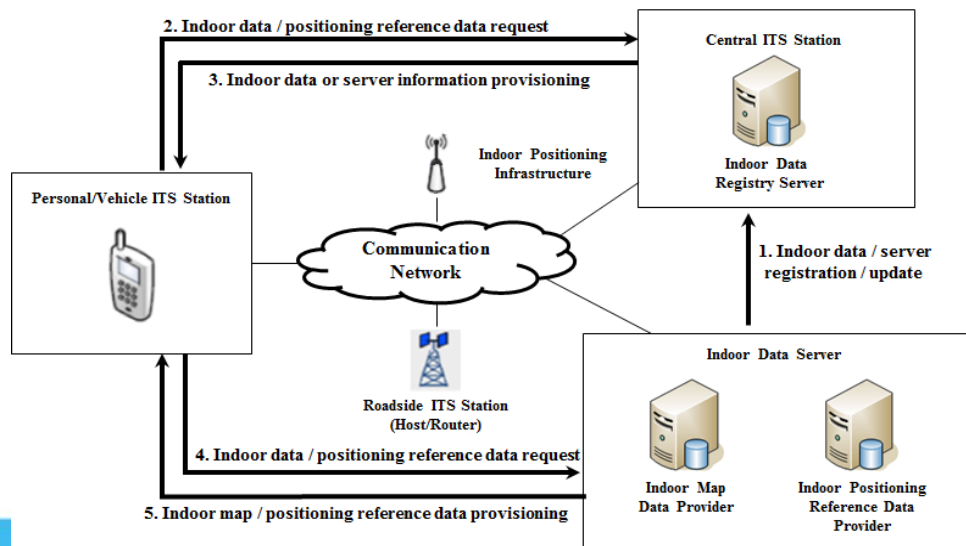 2. Indoor data / positioning reference data request
Central ITS Station
3. Indoor data or server information provisioning
Indoor Positioning
Infrastructure
Indoor Data
Registry Server
Personal/Vehicle ITS Station
Communication
Network
1. Indoor data / server
registration / update
Roadside ITS Station
(Host/Router)
Indoor Data Server
4. Indoor data / positioning reference data request
5. Indoor map / positioning reference data provisioning
Indoor Map
Data Provider
Indoor Positioning
Reference Data
Provider